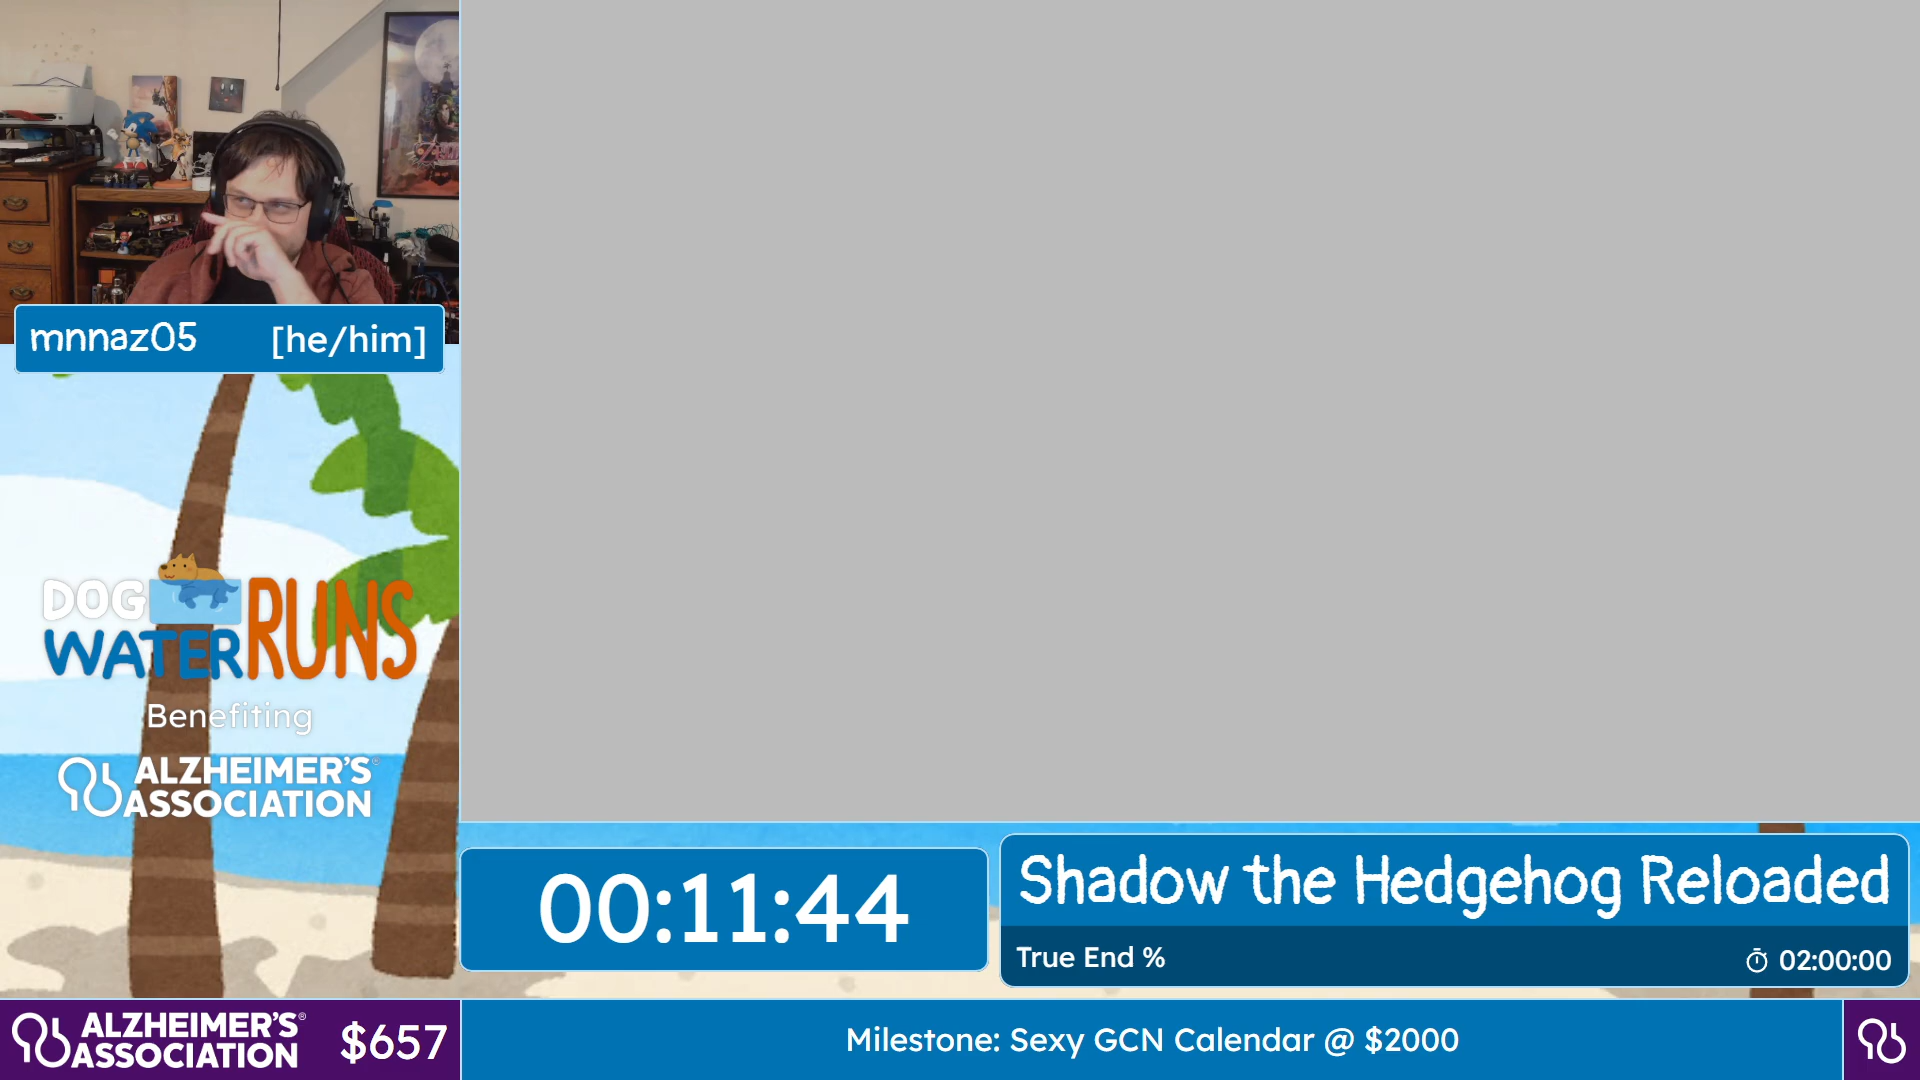 mnnaz05 [he/him]
DOG
WATER RUNS
Benefiting
ALZHEIMER'S®
ASSOCIATION
00:11:44
Shadow the Hedgehog Reloaded
True End %
02:00:00
ALZHEIMER'S®
ASSOCIATION
$657
Milestone: Sexy GCN Calendar @ $2000